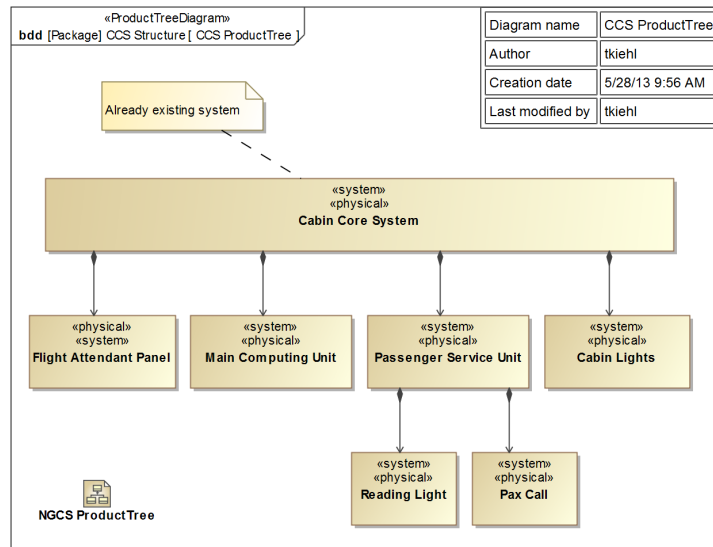 «ProductTreeDiagram»
bdd [Package] CCS Structure [ CCS ProductTree ]
Diagram name CCS ProductTree
Author tkiehl
Creation date 5/28/13 9:56 AM
Last modified by tkiehl
Already existing system
«system»
«physical»
Cabin Core System
«physical»
«system»
Flight Attendant Panel
«system»
«physical»
Main Computing Unit
«system»
«physical»
Passenger Service Unit
«system»
«physical»
Cabin Lights
«system»
«physical»
Reading Light
«system»
«physical»
Pax Call
NGCS ProductTree